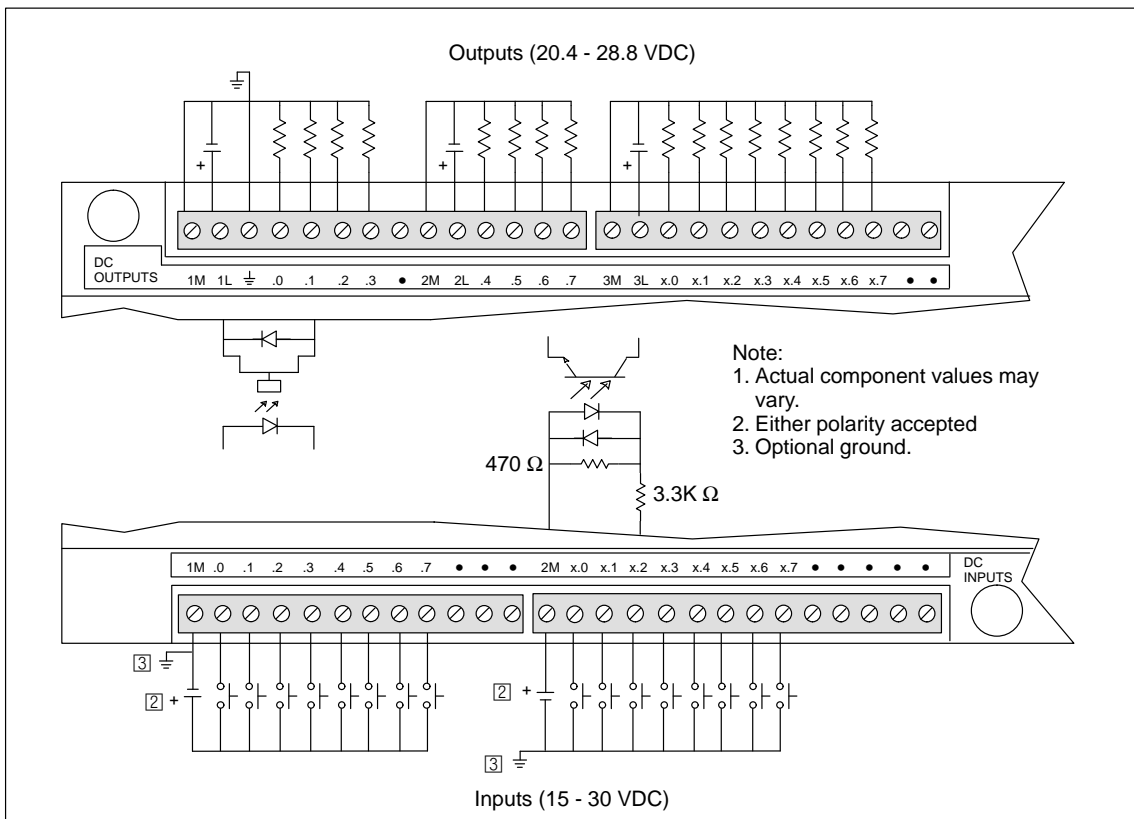 Outputs (20.4 - 28.8 VDC)
+
+
+
DC
OUTPUTS
1M 1L .0 .1 .2 .3 • 2M 2L .4 .5 .6 .7 3M 3L x.0 x.1 x.2 x.3 x.4 x.5 x.6 x.7 • •
Note:
1. Actual component values may
vary.
2. Either polarity accepted
3. Optional ground.
470 Ω
3.3K Ω
1M .0 .1 .2 .3 .4 .5 .6 .7 • • • 2M x.0 x.1 x.2 x.3 x.4 x.5 x.6 x.7 • • • • •
DC
INPUTS
3
2 +
2 +
3
Inputs (15 - 30 VDC)